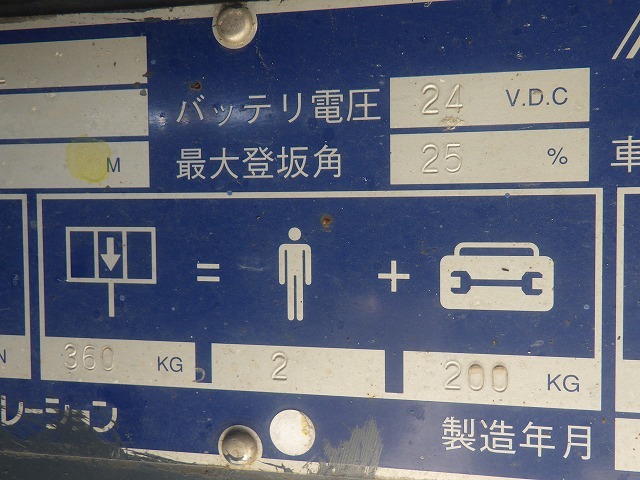 バッテリ電圧 24 V.D.C
M 最大登坂角 25 %
車
= +
N 360 KG 2 200 KG
レーション
製造年月